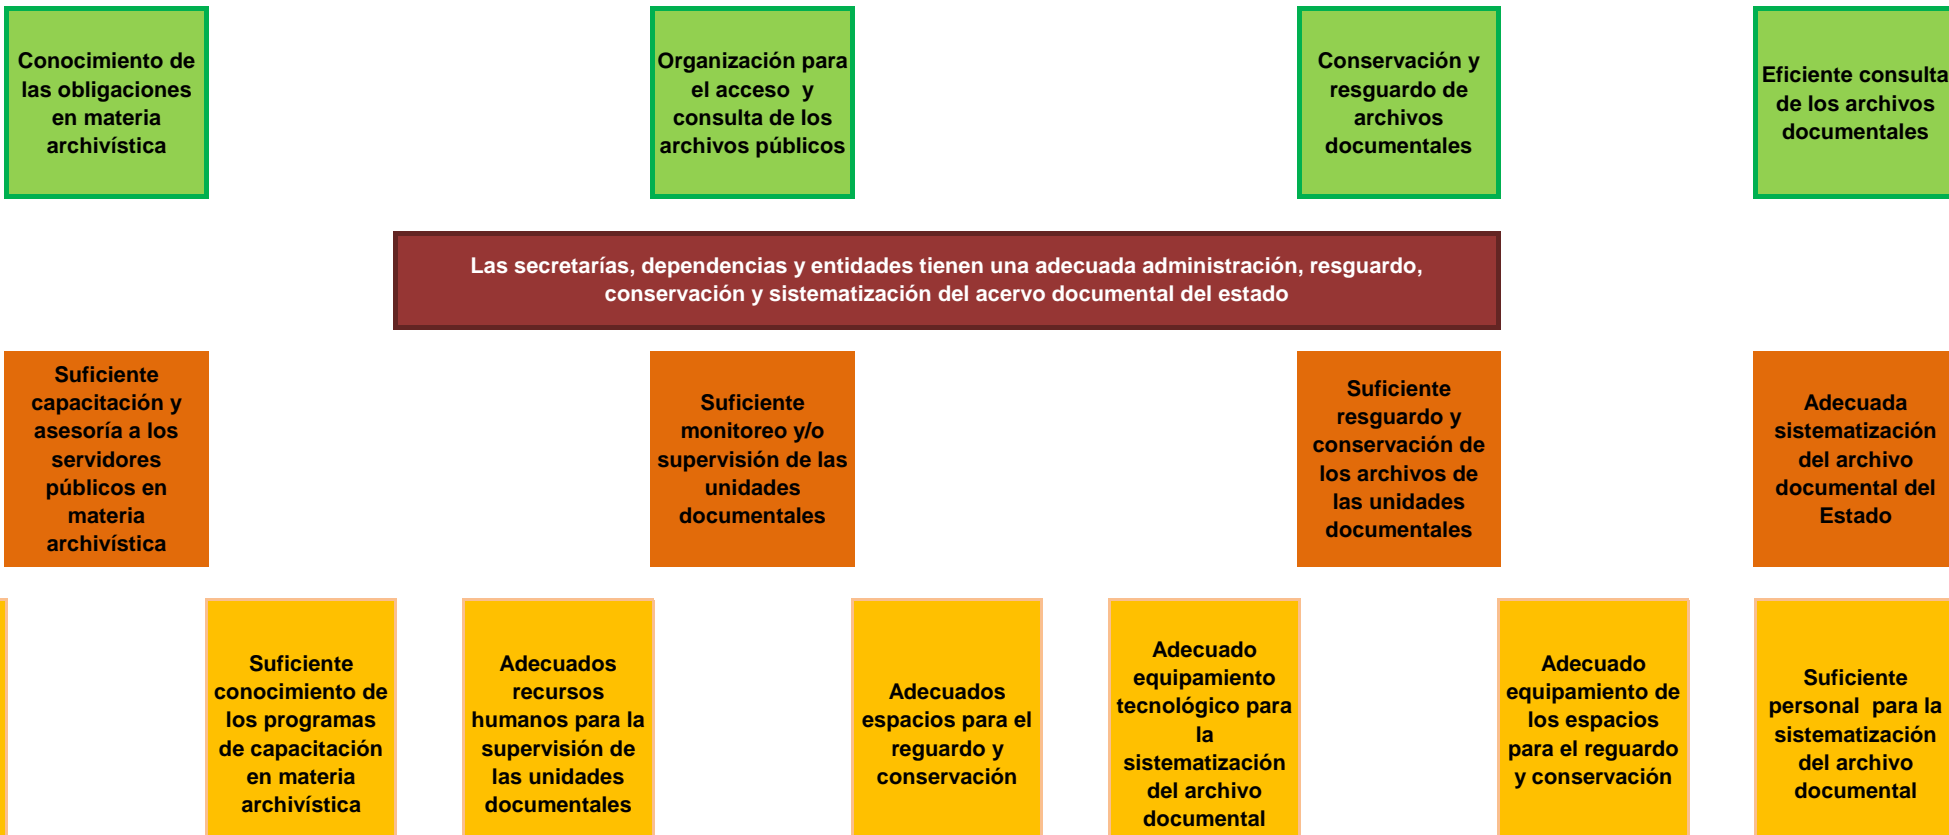 Conocimiento de
las obligaciones
en materia
archivística
Organización para
el acceso  y
consulta de los
archivos públicos
Conservación y
resguardo de
archivos
documentales
Eficiente consulta
de los archivos
documentales
Las secretarías, dependencias y entidades tienen una adecuada administración, resguardo,
conservación y sistematización del acervo documental del estado
Suficiente
capacitación y
asesoría a los
servidores
públicos en
materia
archivística
Suficiente
monitoreo y/o
supervisión de las
unidades
documentales
Suficiente
resguardo y
conservación de
los archivos de
las unidades
documentales
Adecuada
sistematización
del archivo
documental del
Estado
Suficiente
conocimiento de
los programas
de capacitación
en materia
archivística
Adecuados
recursos
humanos para la
supervisión de
las unidades
documentales
Adecuados
espacios para el
reguardo y
conservación
Adecuado
equipamiento
tecnológico para
la
sistematización
del archivo
documental
Adecuado
equipamiento de
los espacios
para el reguardo
y conservación
Suficiente
personal  para la
sistematización
del archivo
documental